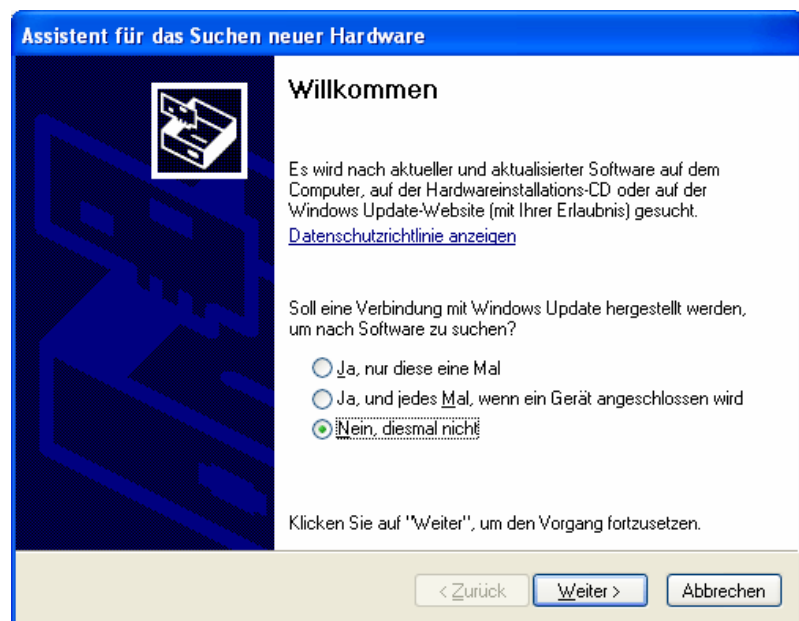 Assistent für das Suchen neuer Hardware
Willkommen
Es wird nach aktueller und aktualisierter Software auf dem
Computer, auf der Hardwareinstallations-CD oder auf der
Windows Update-Website (mit Ihrer Erlaubnis) gesucht.
Datenschutzrichtlinie anzeigen
Soll eine Verbindung mit Windows Update hergestellt werden,
um nach Software zu suchen?
Ja, nur diese eine Mal
Ja, und jedes Mal, wenn ein Gerät angeschlossen wird
Nein, diesmal nicht
Klicken Sie auf "Weiter", um den Vorgang fortzusetzen.
< Zurück Weiter > Abbrechen